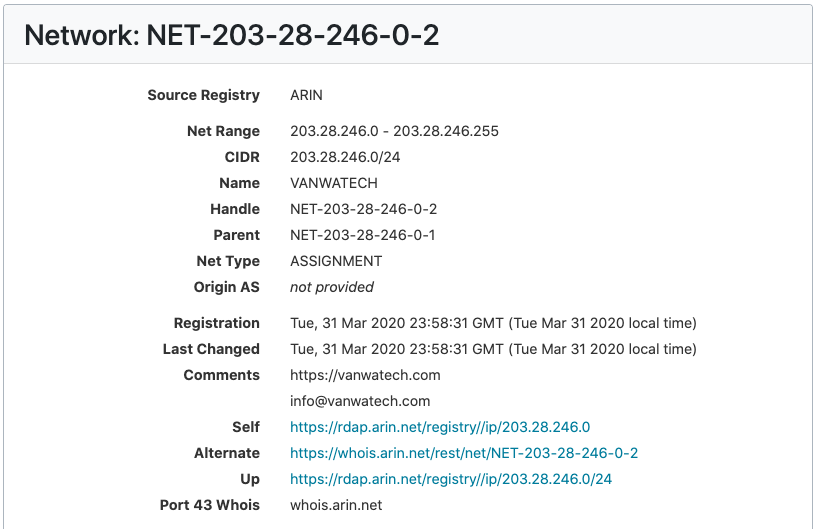 Network: NET-203-28-246-0-2
Source Registry ARIN
Net Range 203.28.246.0 - 203.28.246.255
CIDR 203.28.246.0/24
Name VANWATECH
Handle NET-203-28-246-0-2
Parent NET-203-28-246-0-1
Net Type ASSIGNMENT
Origin AS not provided
Registration Tue, 31 Mar 2020 23:58:31 GMT (Tue Mar 31 2020 local time)
Last Changed Tue, 31 Mar 2020 23:58:31 GMT (Tue Mar 31 2020 local time)
Comments https://vanwatech.com
info@vanwatech.com
Self https://rdap.arin.net/registry//ip/203.28.246.0
Alternate https://whois.arin.net/rest/net/NET-203-28-246-0-2
Up https://rdap.arin.net/registry//ip/203.28.246.0/24
Port 43 Whois whois.arin.net